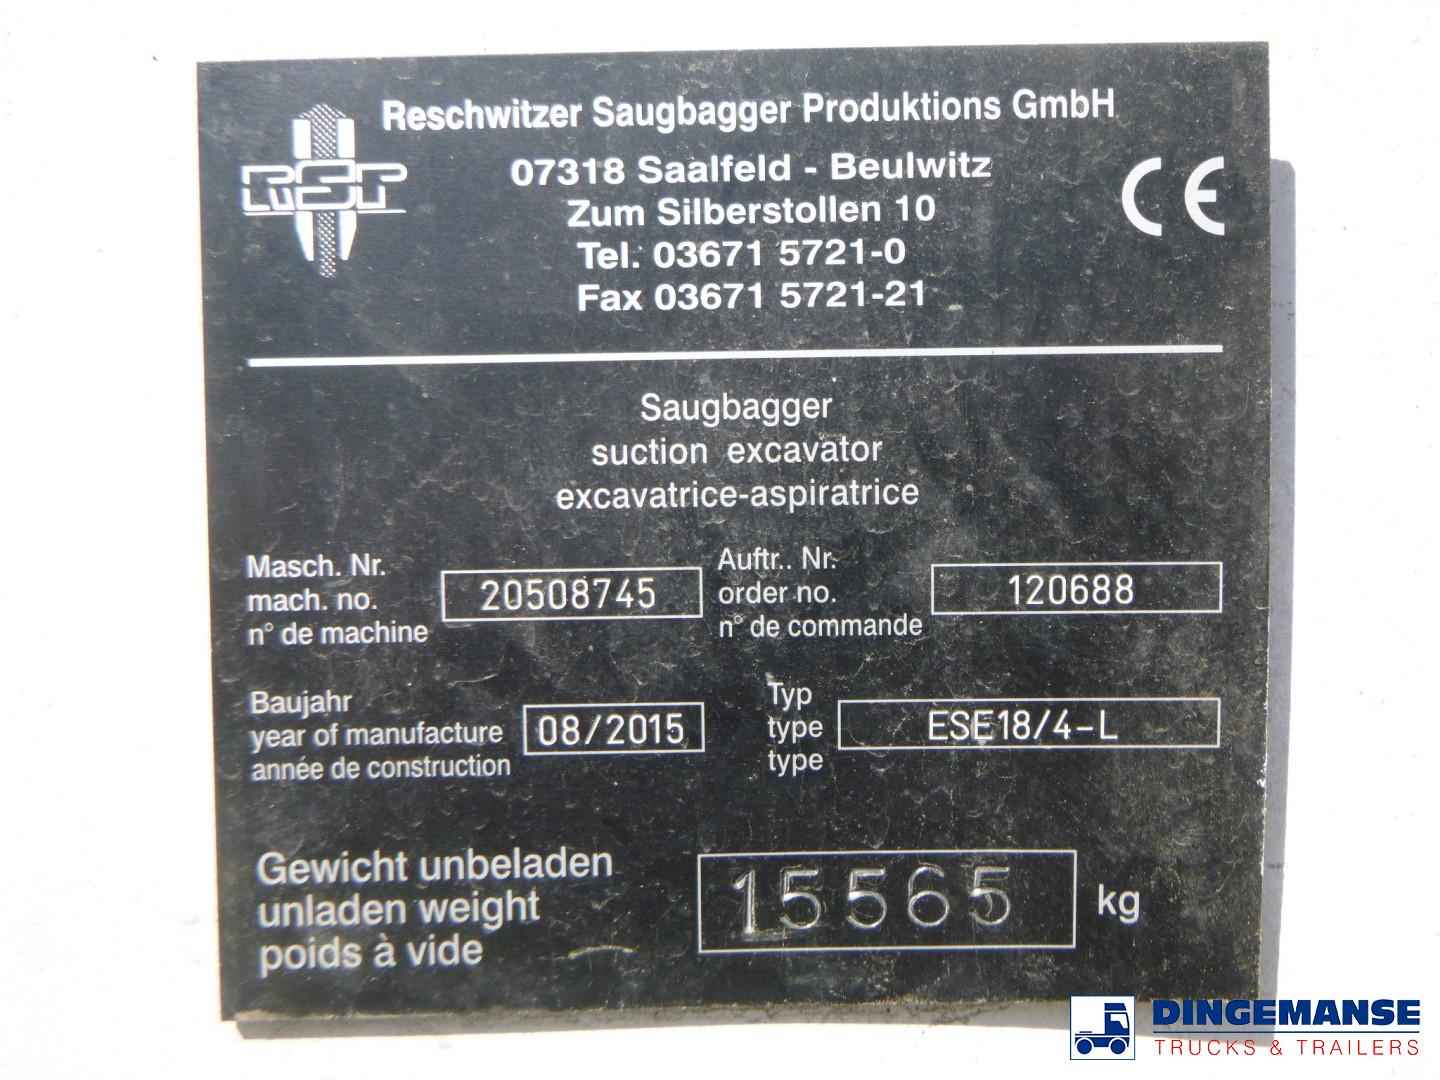 RSP
Reschwitzer Saugbagger Produktions GmbH
07318 Saalfeld - Beulwitz
Zum Silberstollen 10
Tel. 03671 5721-0
Fax 03671 5721-21
CE
Saugbagger
suction excavator
excavatrice-aspiratrice
Masch. Nr.
mach. no.
n° de machine
20508745
Auftr.. Nr.
order no.
n° de commande
120688
Baujahr
year of manufacture
année de construction
08/2015
Typ
type
type
ESE18/4-L
Gewicht unbeladen
unladen weight
poids à vide
15565 kg
DINGEMANSE
TRUCKS & TRAILERS